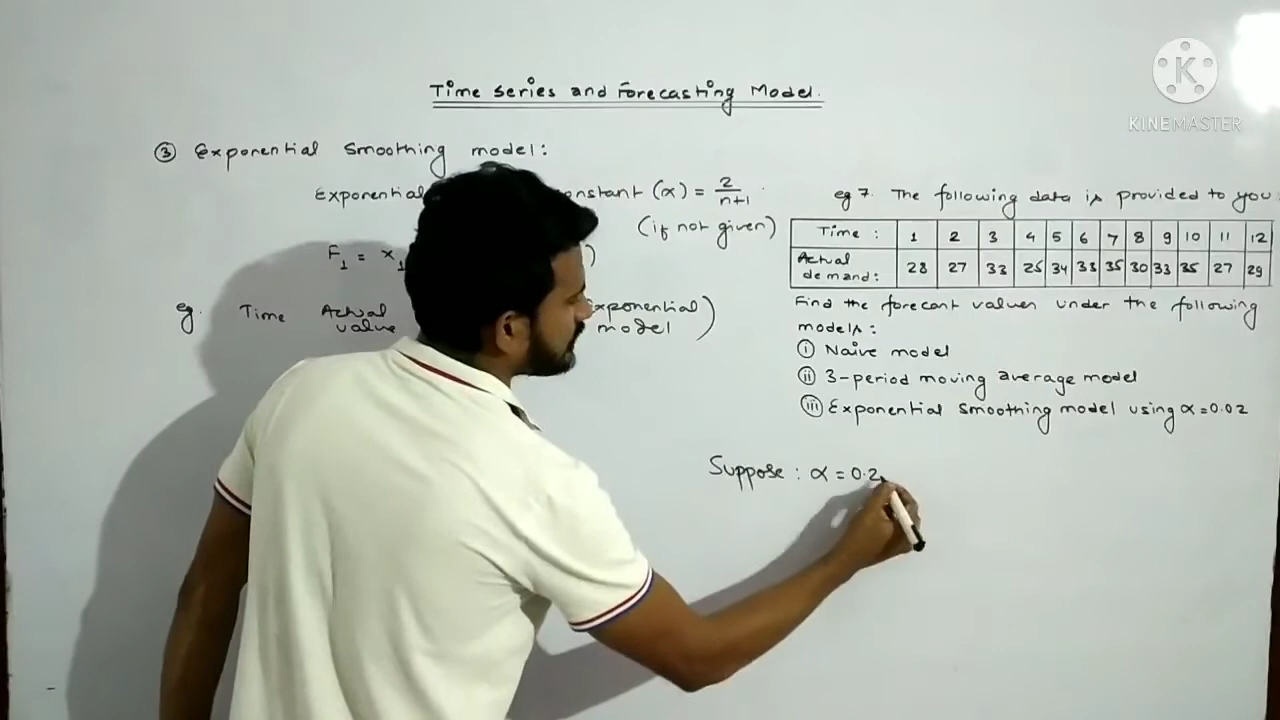 Time Series and Forecasting Model.
③ Exponential Smoothing model:
Exponential constant (α) = 2/n+1.
(if not given)
F1 = x1 )
eg. Time Actual value exponential model)
eg 7. The following data is provided to you:
Time: 1 2 3 4 5 6 7 8 9 10 11 12
Actual demand: 28 27 33 25 34 33 35 30 33 35 27 29
Find the forecast values under the following
models:
ⓘ Naive model
ⓘⓘ 3-period moving average model
ⓘⓘⓘ Exponential smoothing model using α = 0.02
Suppose : α = 0.2
K
KINEMASTER